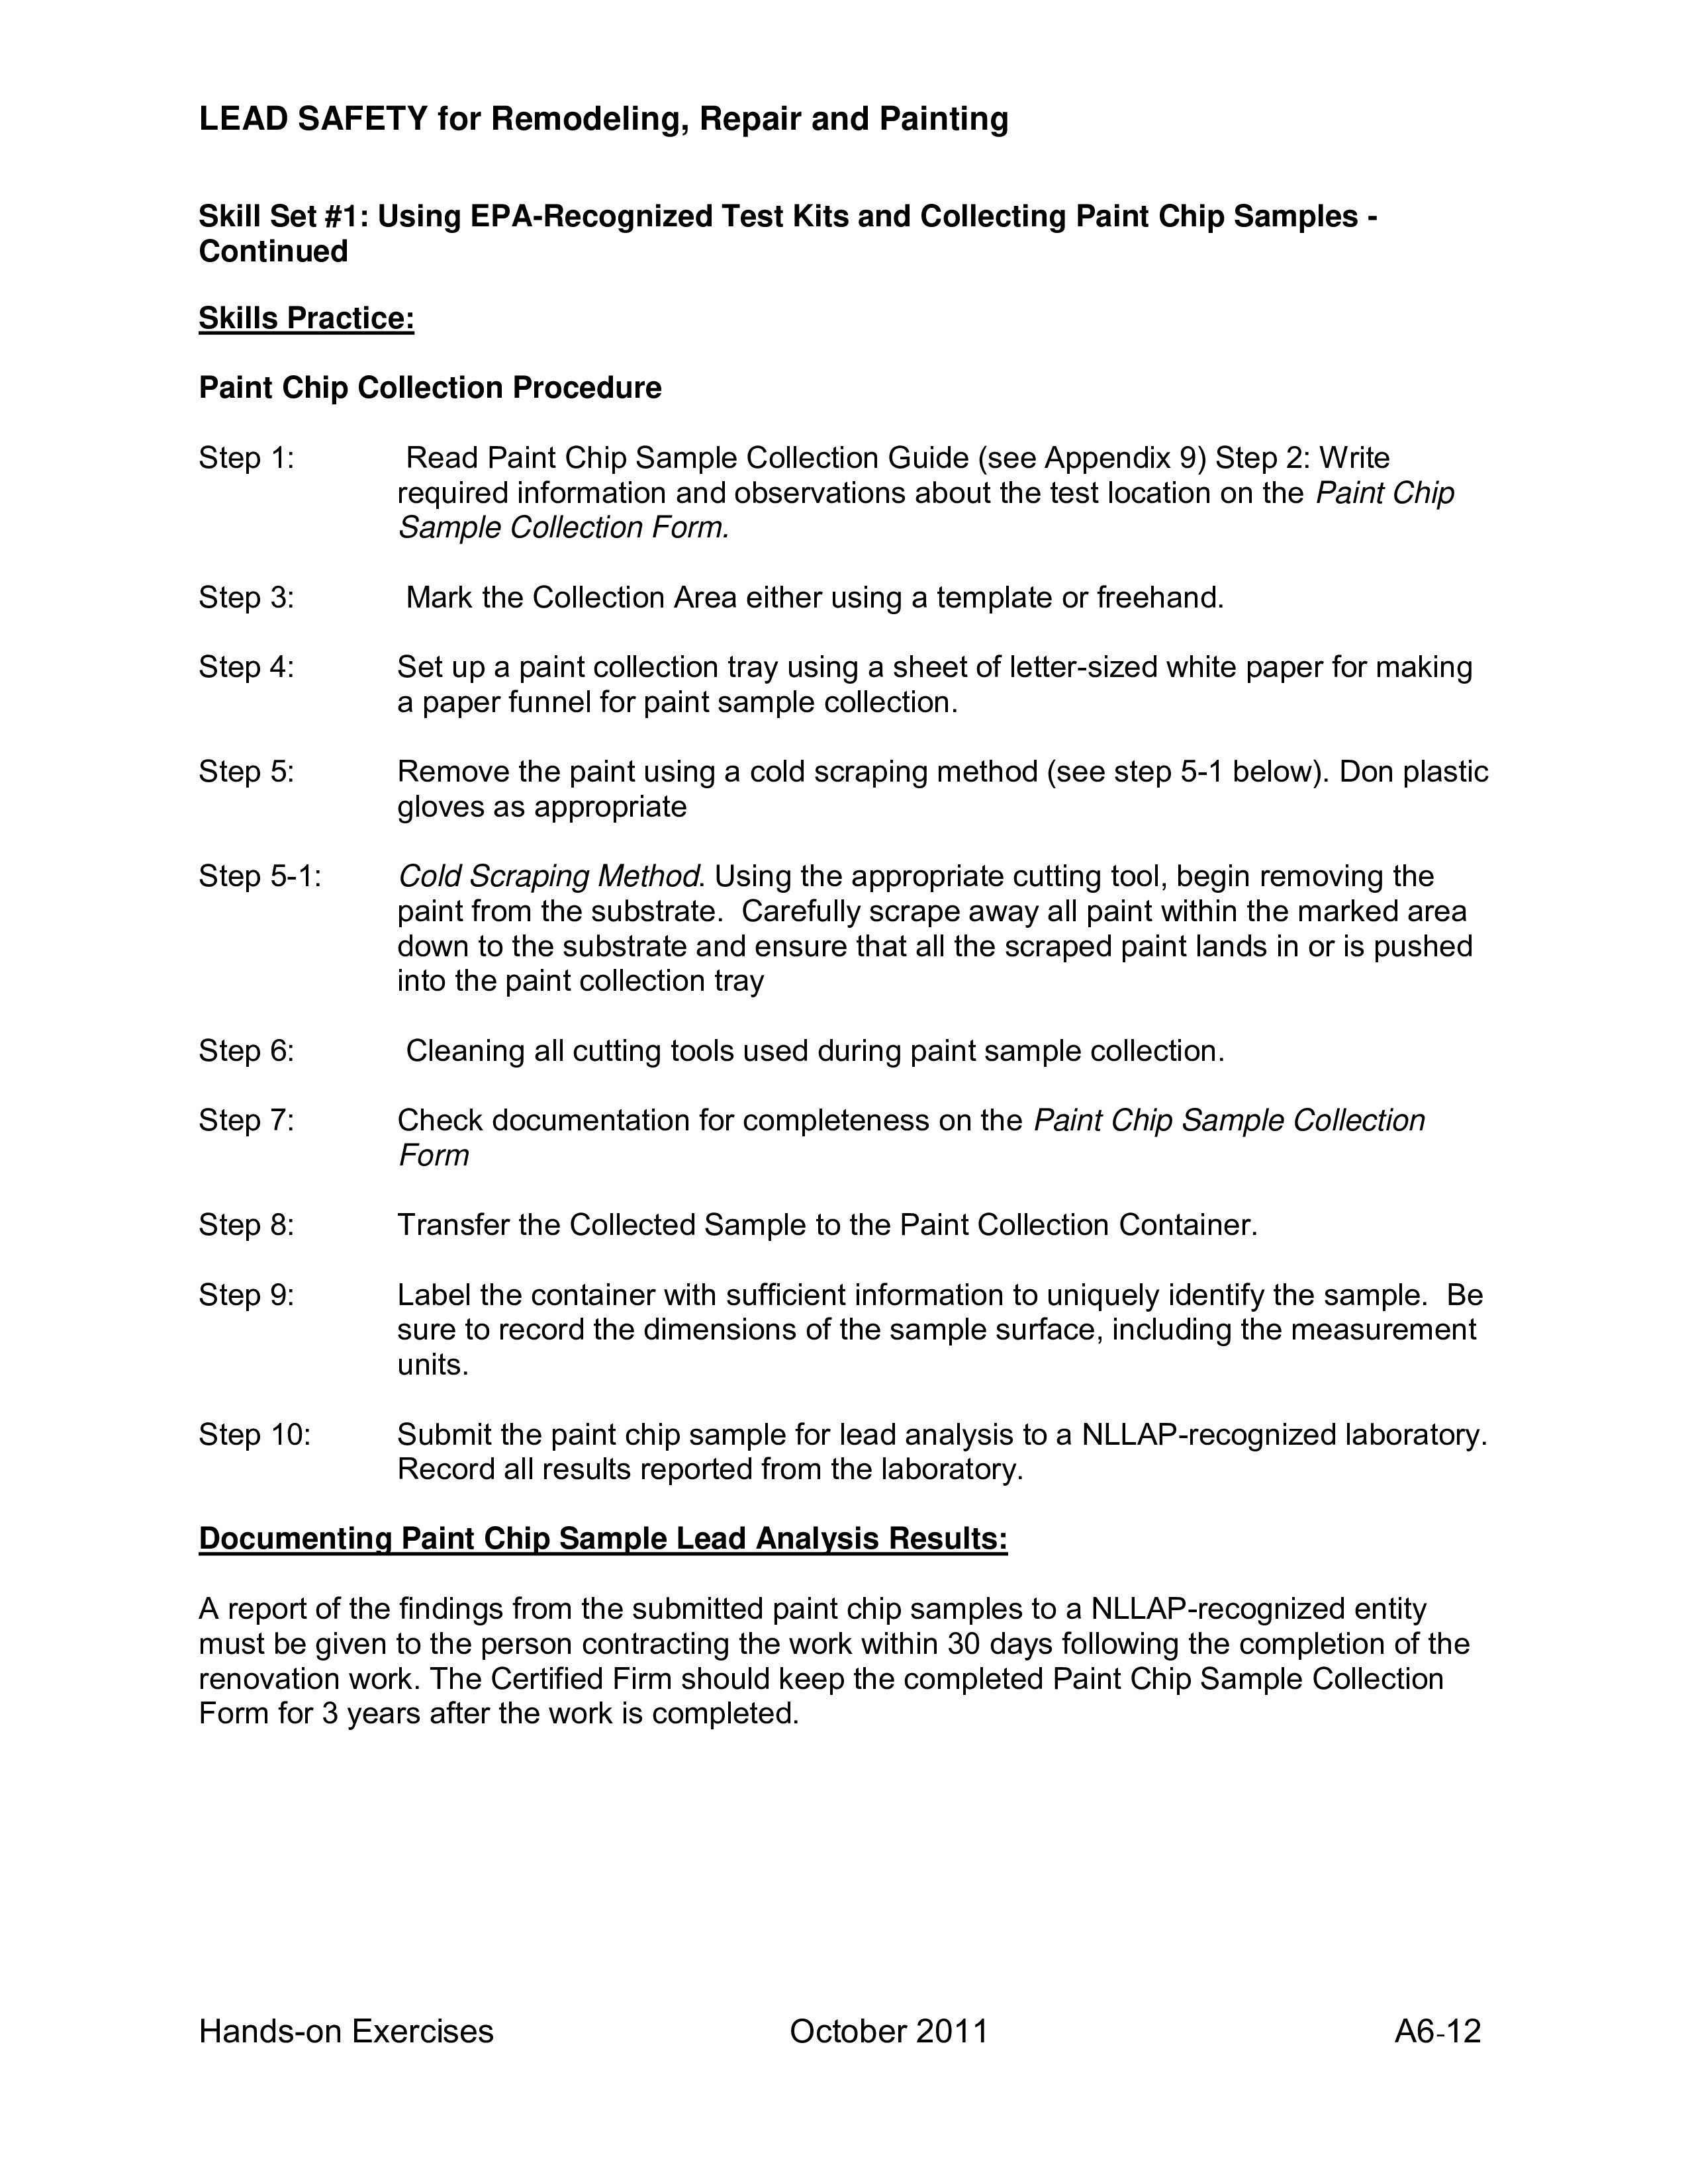 LEAD SAFETY for Remodeling, Repair and Painting
Skill Set #1: Using EPA-Recognized Test Kits and Collecting Paint Chip Samples -
Continued
Skills Practice:
Paint Chip Collection Procedure
Step 1: Read Paint Chip Sample Collection Guide (see Appendix 9) Step 2: Write
required information and observations about the test location on the Paint Chip
Sample Collection Form.
Step 3: Mark the Collection Area either using a template or freehand.
Step 4: Set up a paint collection tray using a sheet of letter-sized white paper for making
a paper funnel for paint sample collection.
Step 5: Remove the paint using a cold scraping method (see step 5-1 below). Don plastic
gloves as appropriate
Step 5-1: Cold Scraping Method. Using the appropriate cutting tool, begin removing the
paint from the substrate. Carefully scrape away all paint within the marked area
down to the substrate and ensure that all the scraped paint lands in or is pushed
into the paint collection tray
Step 6: Cleaning all cutting tools used during paint sample collection.
Step 7: Check documentation for completeness on the Paint Chip Sample Collection
Form
Step 8: Transfer the Collected Sample to the Paint Collection Container.
Step 9: Label the container with sufficient information to uniquely identify the sample. Be
sure to record the dimensions of the sample surface, including the measurement
units.
Step 10: Submit the paint chip sample for lead analysis to a NLLAP-recognized laboratory.
Record all results reported from the laboratory.
Documenting Paint Chip Sample Lead Analysis Results:
A report of the findings from the submitted paint chip samples to a NLLAP-recognized entity
must be given to the person contracting the work within 30 days following the completion of the
renovation work. The Certified Firm should keep the completed Paint Chip Sample Collection
Form for 3 years after the work is completed.
Hands-on Exercises October 2011 A6-12